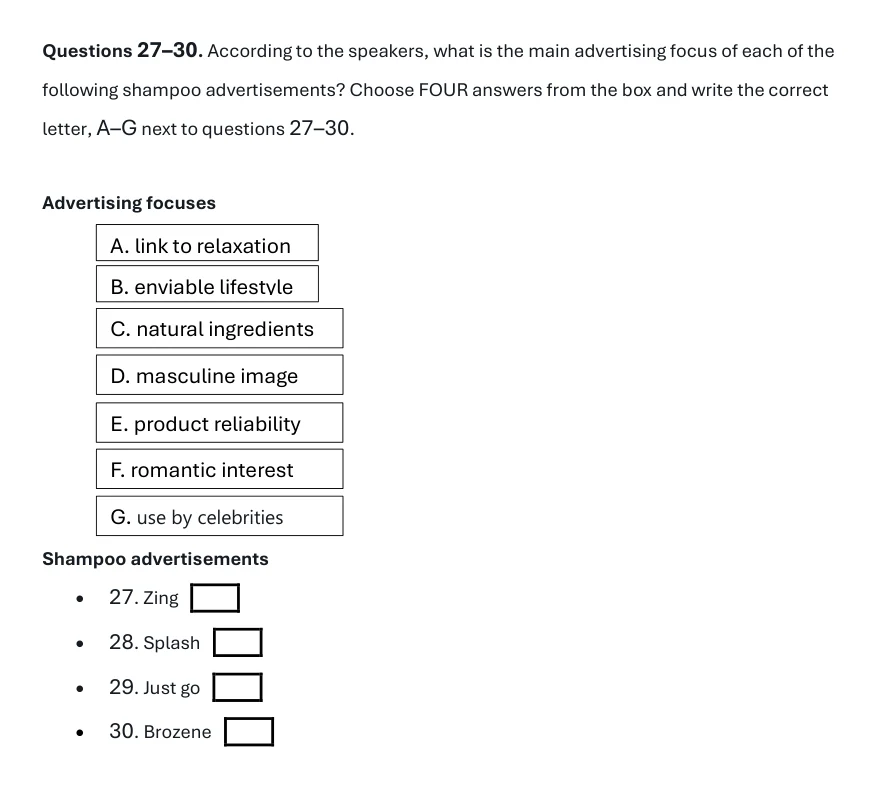 Questions 27–30. According to the speakers, what is the main advertising focus of each of the
following shampoo advertisements? Choose FOUR answers from the box and write the correct
letter, A–G next to questions 27–30.
Advertising focuses
A. link to relaxation
B. enviable lifestyle
C. natural ingredients
D. masculine image
E. product reliability
F. romantic interest
G. use by celebrities
Shampoo advertisements
• 27. Zing
• 28. Splash
• 29. Just go
• 30. Brozene